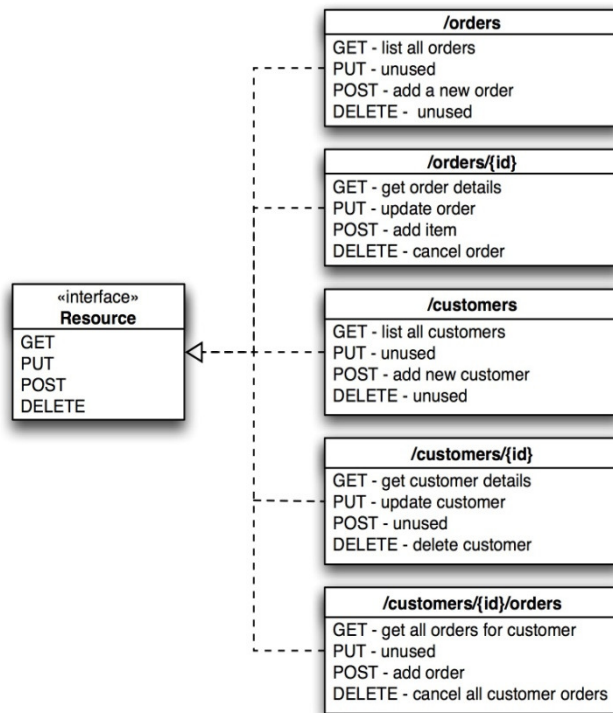 /orders
GET - list all orders
PUT - unused
POST - add a new order
DELETE - unused
/orders/{id}
GET - get order details
PUT - update order
POST - add item
DELETE - cancel order
«interface»
Resource
GET
PUT
POST
DELETE
/customers
GET - list all customers
PUT - unused
POST - add new customer
DELETE - unused
/customers/{id}
GET - get customer details
PUT - update customer
POST - unused
DELETE - delete customer
/customers/{id}/orders
GET - get all orders for customer
PUT - unused
POST - add order
DELETE - cancel all customer orders